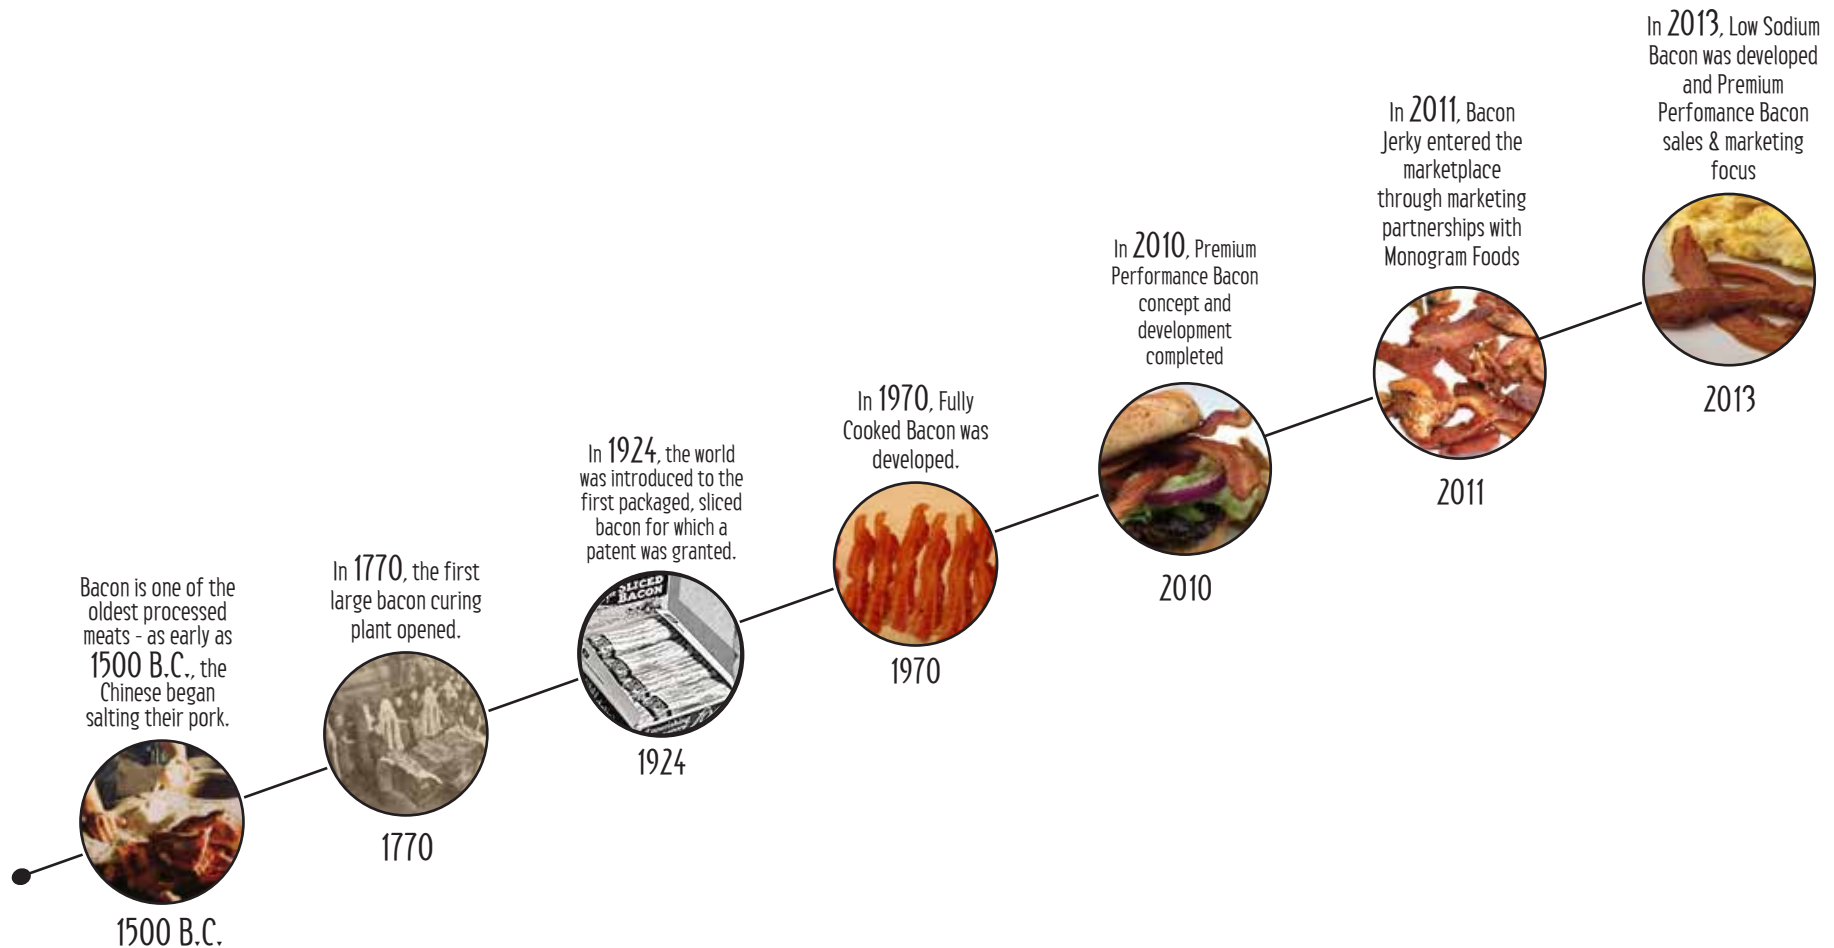 Bacon is one of the
oldest processed
meats - as early as
1500 B.C., the
Chinese began
salting their pork.
1500 B.C.
In 1770, the first
large bacon curing
plant opened.
1770
In 1924, the world
was introduced to the
first packaged, sliced
bacon for which a
patent was granted.
SLICED
BACON
1924
In 1970, Fully
Cooked Bacon was
developed.
1970
In 2010, Premium
Performance Bacon
concept and
development
completed
2010
In 2011, Bacon
Jerky entered the
marketplace
through marketing
partnerships with
Monogram Foods
2011
In 2013, Low Sodium
Bacon was developed
and Premium
Perfomance Bacon
sales & marketing
focus
2013